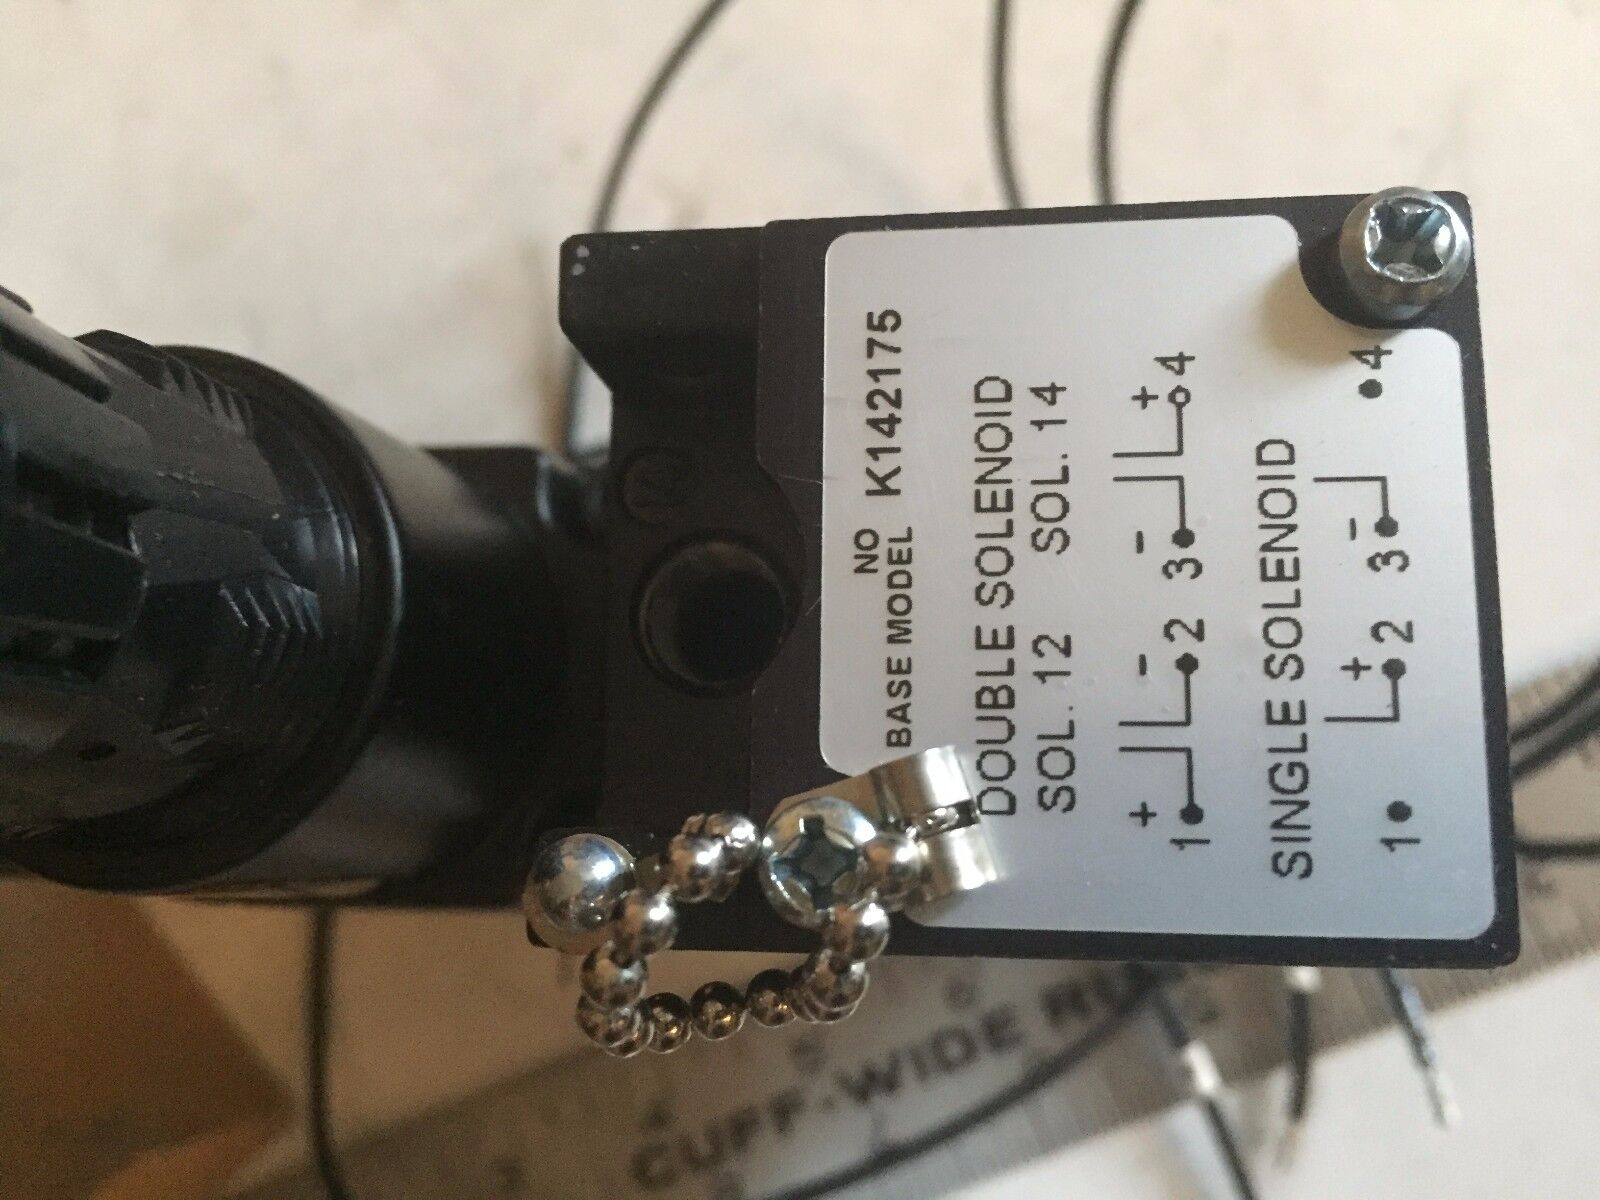 NO
BASE MODEL K142175
DOUBLE SOLENOID
SOL. 12 SOL. 14
+ - - +
1 2 3 4
SINGLE SOLENOID
+ -
1 2 3 4
CUFF-WIDE